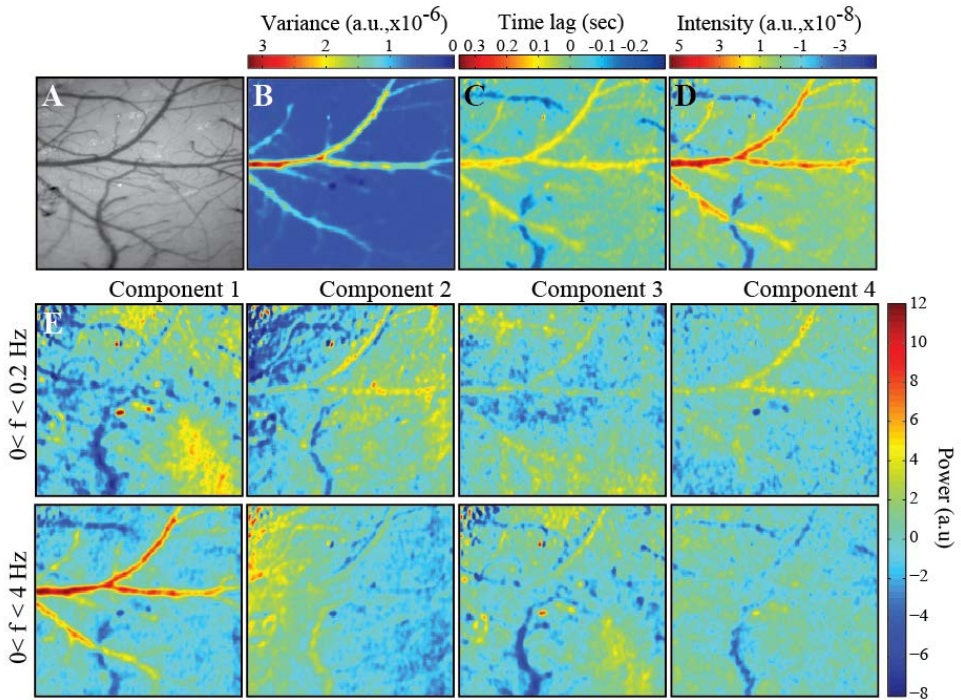 Variance (a.u.,x10-6) Time lag (sec) Intensity (a.u.,x10-8)
3 2 1 0 0.3 0.2 0.1 0 -0.1 -0.2 5 3 1 -1 -3
A B C D
Component 1 Component 2 Component 3 Component 4
E
0< f < 0.2 Hz
0< f < 4 Hz
12
10
8
6
4
2
0
−2
−4
−6
−8
Power (a.u)